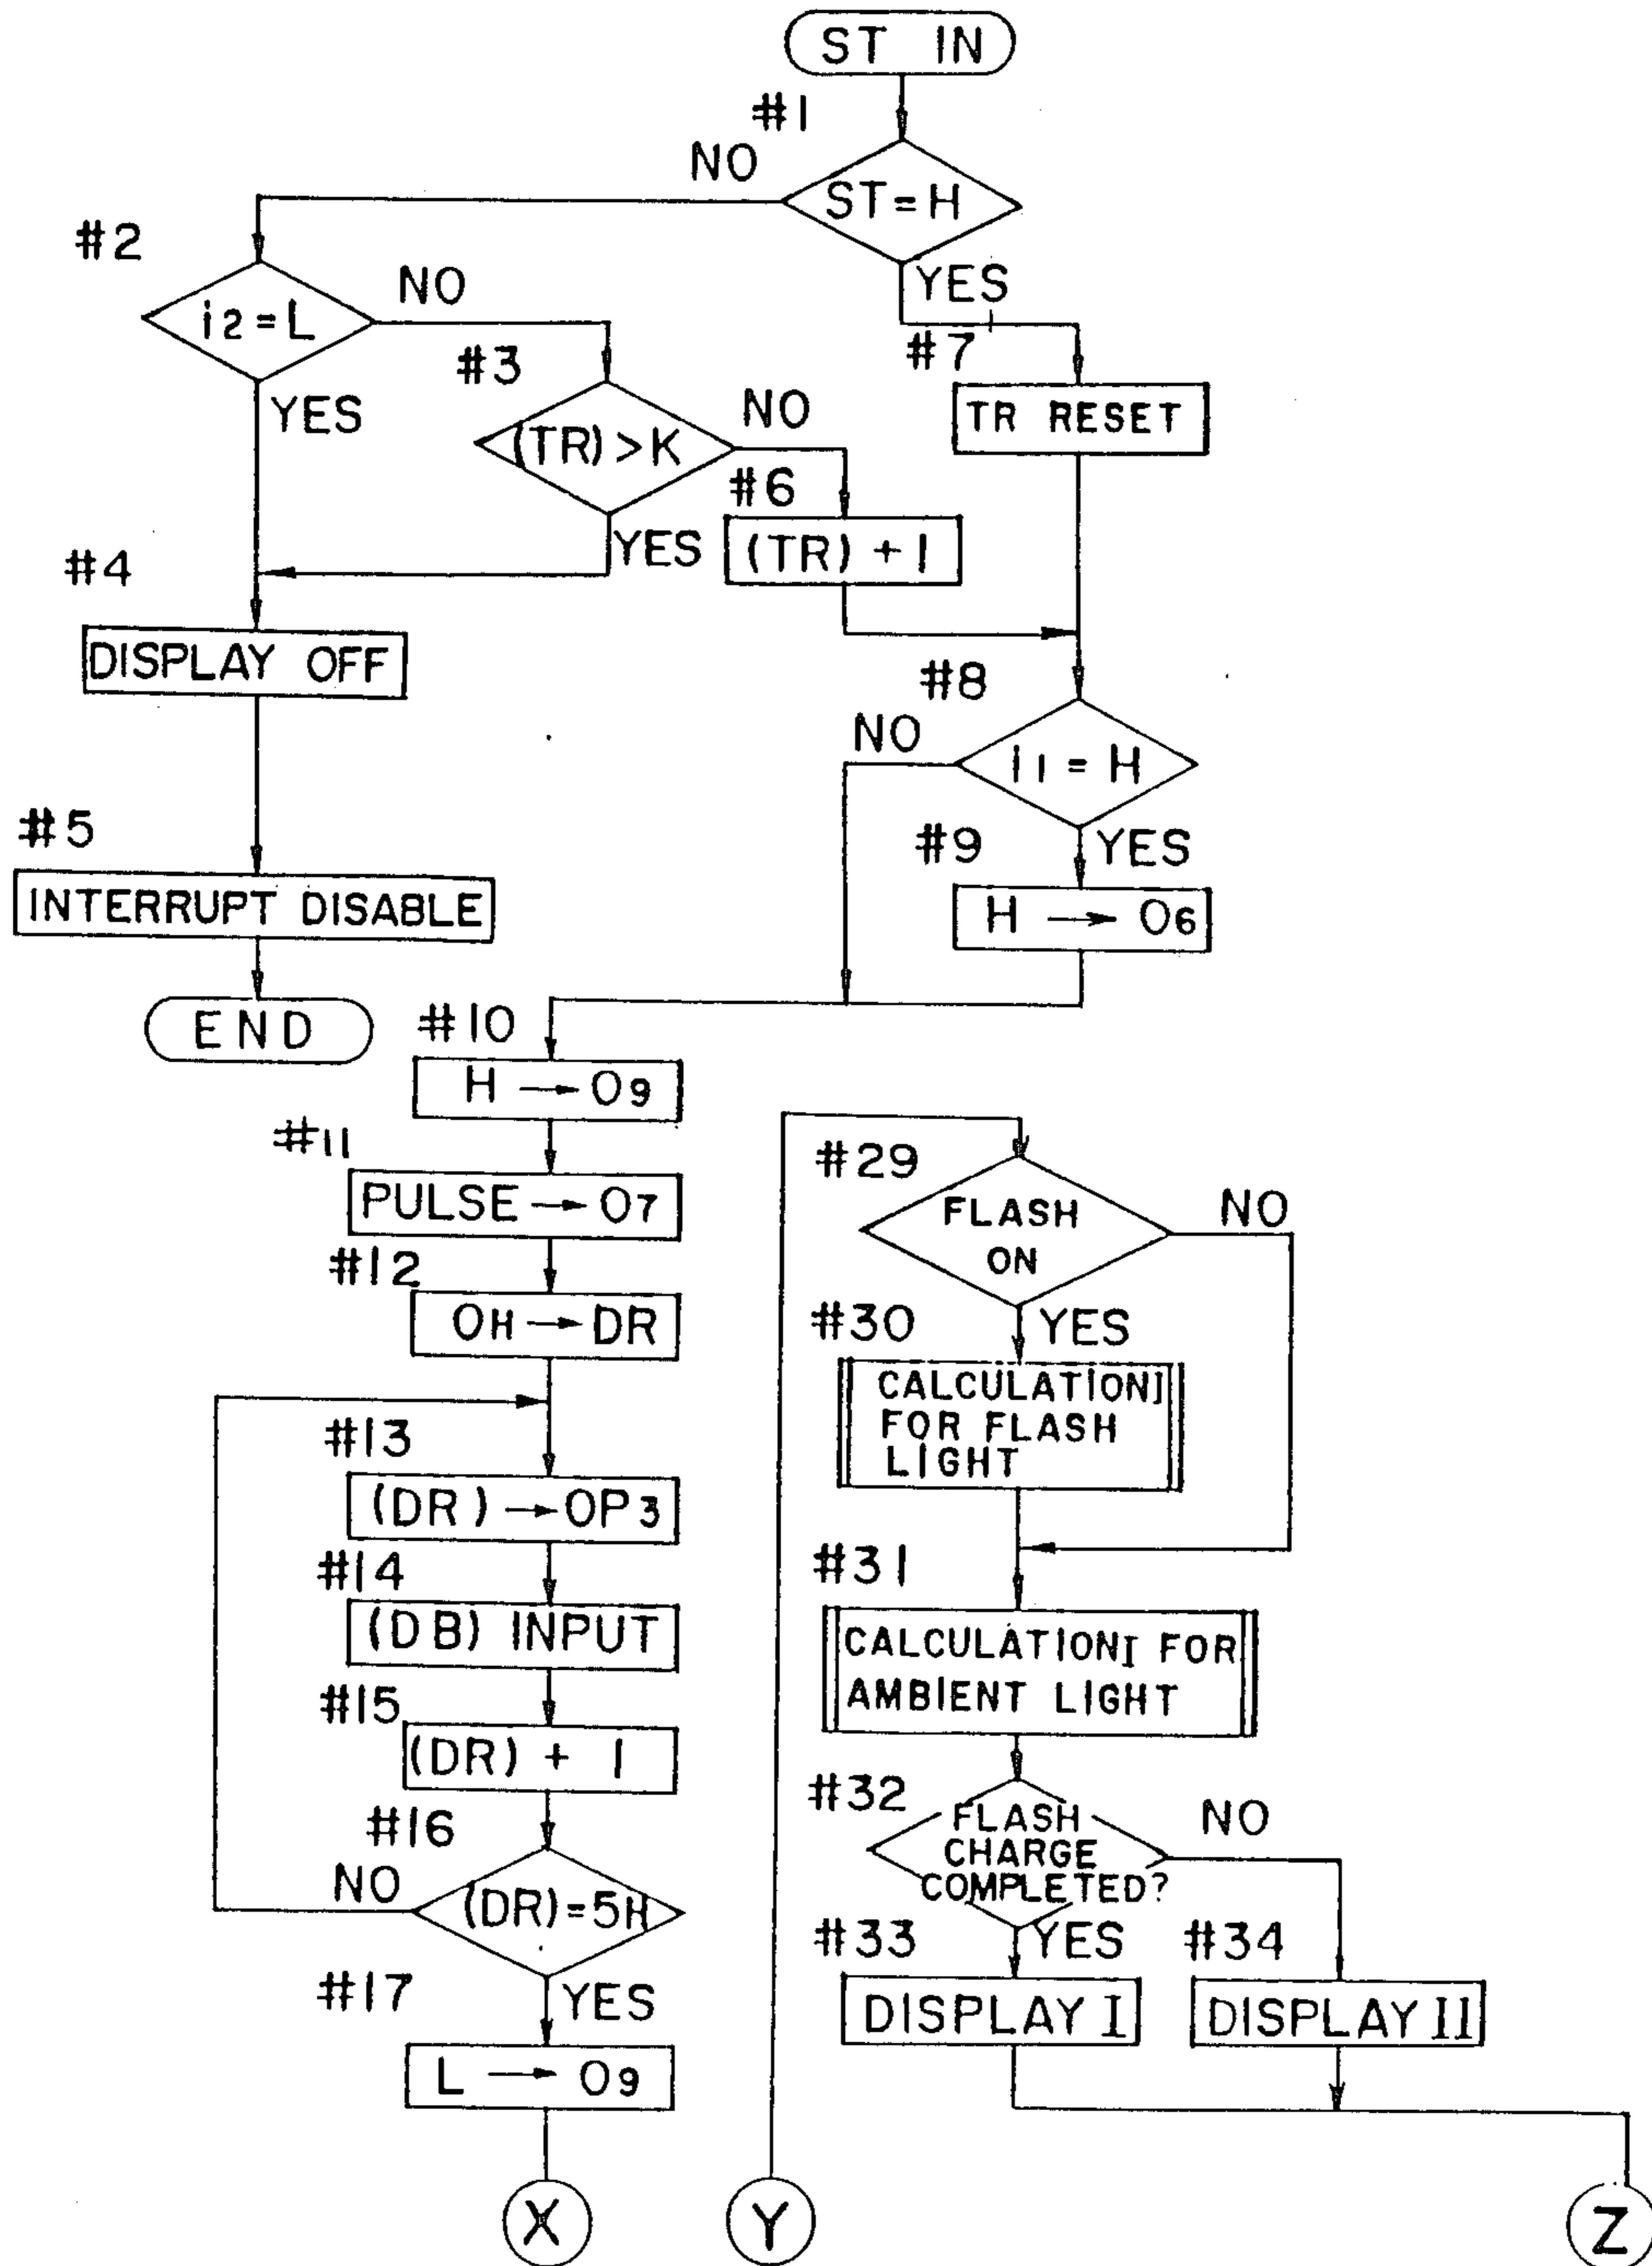 ST IN
#1
NO
ST=H
YES
#2
i2=L
NO
YES
#3
(TR)>K
NO
YES
#7
TR RESET
#6
(TR)+1
#4
DISPLAY OFF
#8
NO
i1=H
YES
#5
INTERRUPT DISABLE
END
#9
H → O6
#10
H → O9
#11
PULSE → O7
#12
OH → DR
#13
(DR) → OP3
#14
(DB) INPUT
#15
(DR) + 1
#16
NO
(DR)=5H
YES
#17
L → O9
X
Y
#29
FLASH
ON
NO
YES
#30
CALCULATION I
FOR FLASH
LIGHT
#31
CALCULATION I FOR
AMBIENT LIGHT
#32
FLASH
CHARGE
COMPLETED?
NO
YES
#33
DISPLAY I
#34
DISPLAY II
Z